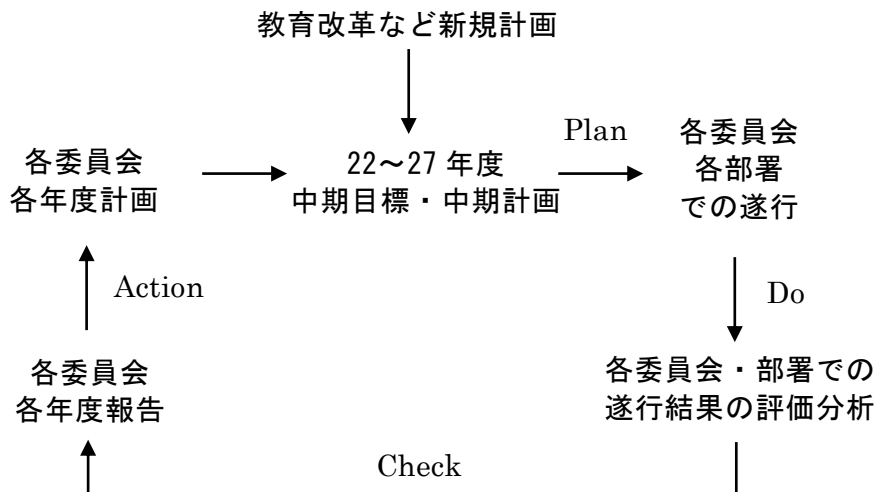 教育改革など新規計画
Plan
各委員会
各部署
での遂行
22～27 年度
中期目標・中期計画
各委員会
各年度計画
Action
Do
各委員会
各年度報告
各委員会・部署での
遂行結果の評価分析
Check